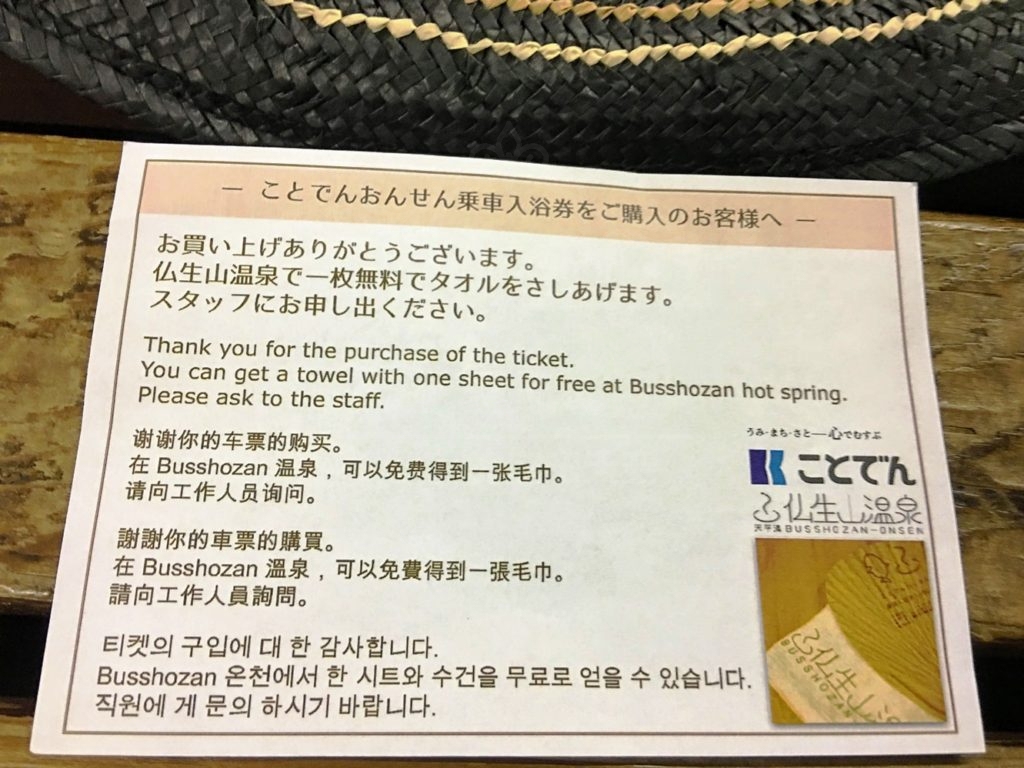 ― ことでんおんせん乗車入浴券をご購入のお客様へ ―
お買い上げありがとうございます。
仏生山温泉で一枚無料でタオルをさしあげます。
スタッフにお申し出ください。
Thank you for the purchase of the ticket.
You can get a towel with one sheet for free at Busshozan hot spring.
Please ask to the staff.
谢谢你的车票的购买。
在 Busshozan 温泉，可以免费得到一张毛巾。
请向工作人员询问。
謝謝你的車票的購買。
在 Busshozan 溫泉，可以免費得到一張毛巾。
請向工作人員詢問。
티켓의 구입에 대 한 감사합니다.
Busshozan 온천에서 한 시트와 수건을 무료로 얻을 수 있습니다.
직원에 게 문의 하시기 바랍니다.
うみ・まち・さと―心でむすぶ
ことでん
仏生山温泉
天平湯 BUSSHOZAN-ONSEN
仏生山
BUSSHOZAN